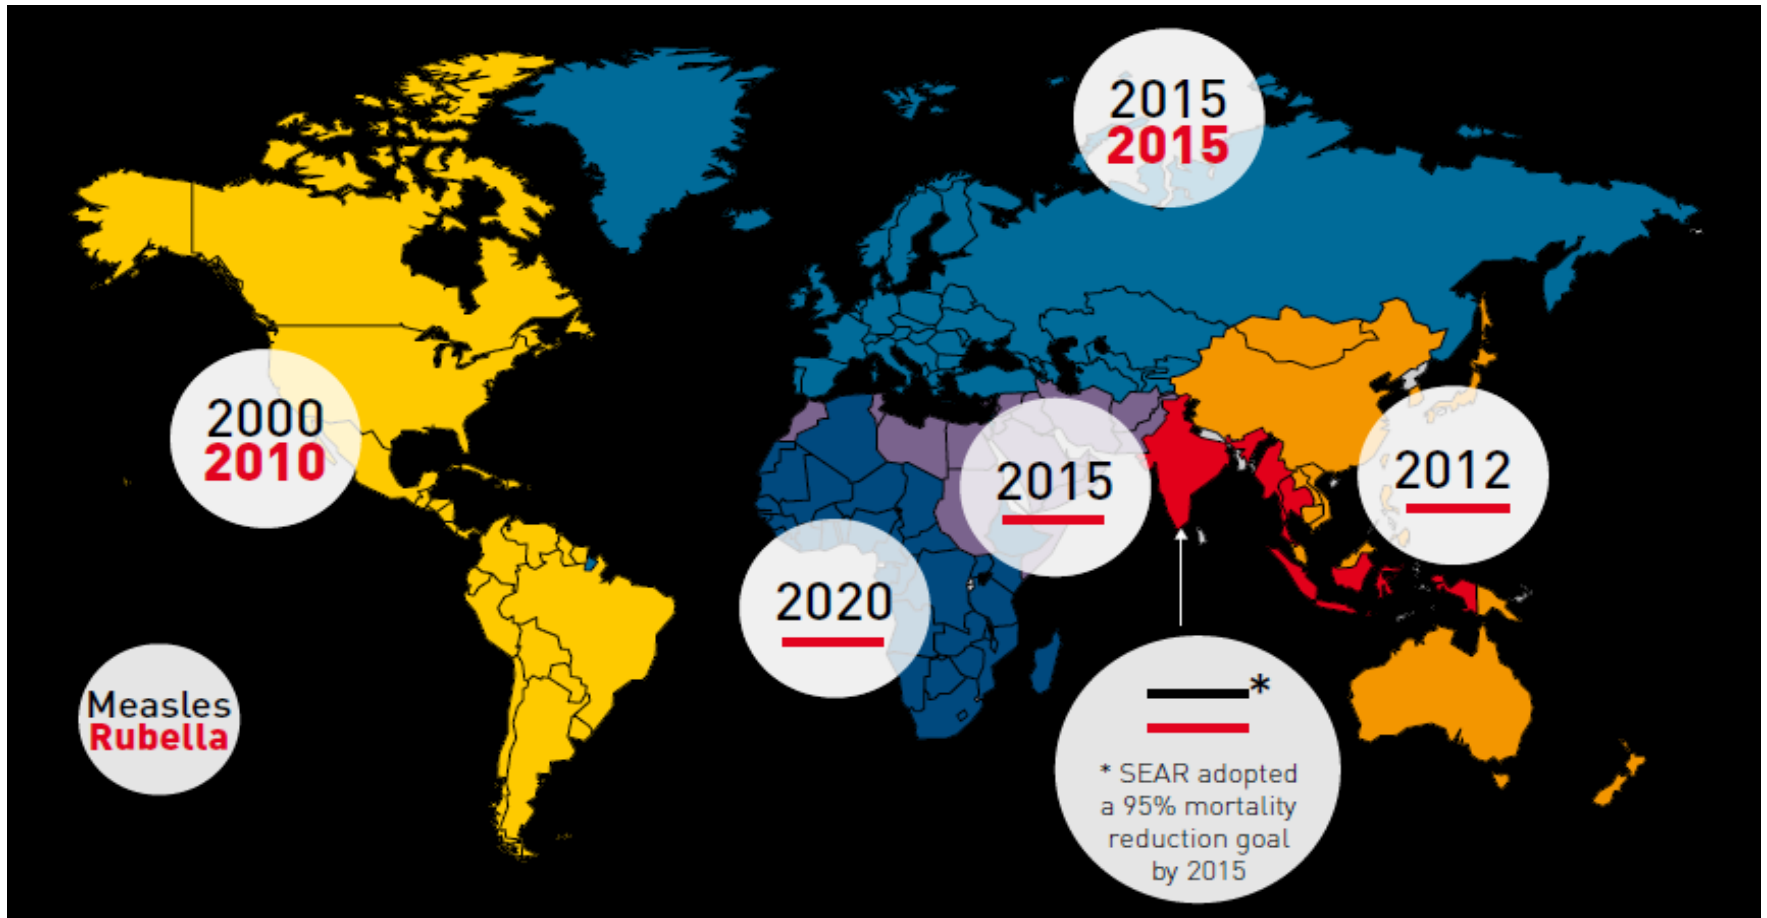 2015
2015
2000
2010
2015
2012
2020
Measles
Rubella
*
* SEAR adopted
a 95% mortality
reduction goal
by 2015